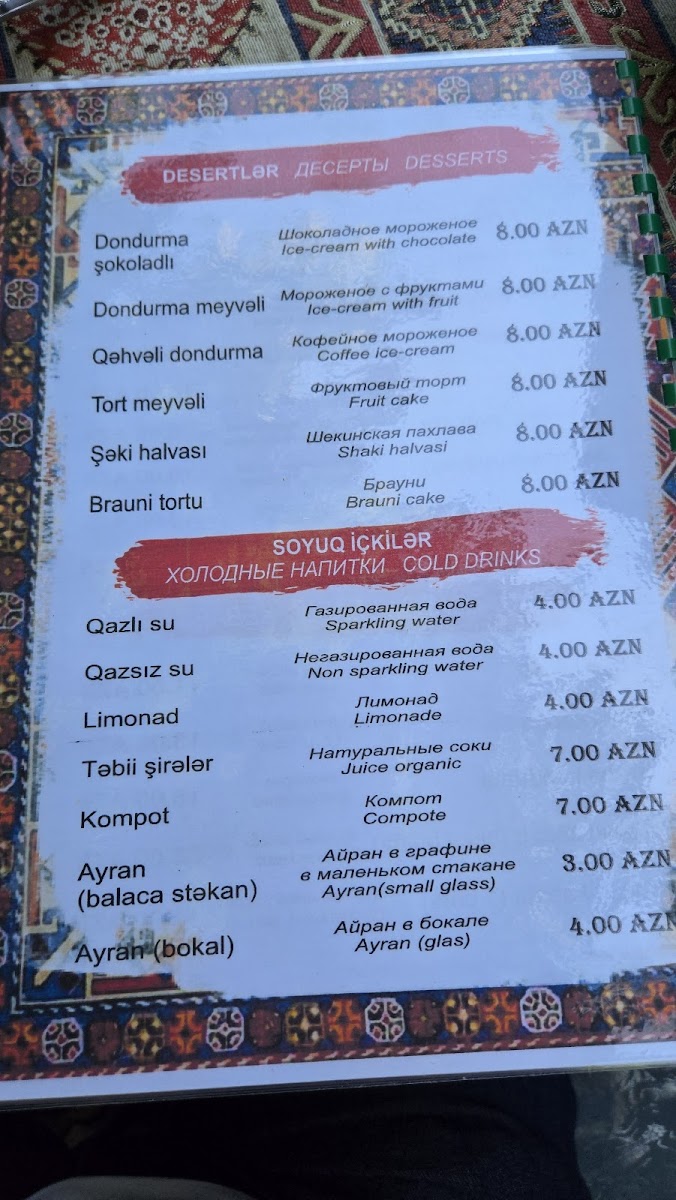 DESERTLƏR ДЕСЕРТЫ DESSERTS
Dondurma şokoladlı Шоколадное мороженое Ice-cream with chocolate 8.00 AZN
Dondurma meyvəli Мороженое с фруктами Ice-cream with fruit 8.00 AZN
Qəhvəli dondurma Кофейное мороженое Coffee ice-cream 8.00 AZN
Tort meyvəli Фруктовый торт Fruit cake 8.00 AZN
Şəki halvası Шекинская пахлава Shaki halvasi 8.00 AZN
Brauni tortu Брауни Brauni cake 8.00 AZN
SOYUQ İÇKİLƏR
ХОЛОДНЫЕ НАПИТКИ COLD DRINKS
Qazlı su Газированная вода Sparkling water 4.00 AZN
Qazsız su Негазированная вода Non sparkling water 4.00 AZN
Limonad Лимонад Limonade 4.00 AZN
Təbii şirələr Натуральные соки Juice organic 7.00 AZN
Kompot Компот Compote 7.00 AZN
Ayran (balaca stəkan) Айран в графине в маленьком стакане Ayran(small glass) 3.00 AZN
Ayran (bokal) Айран в бокале Ayran (glas) 4.00 AZN